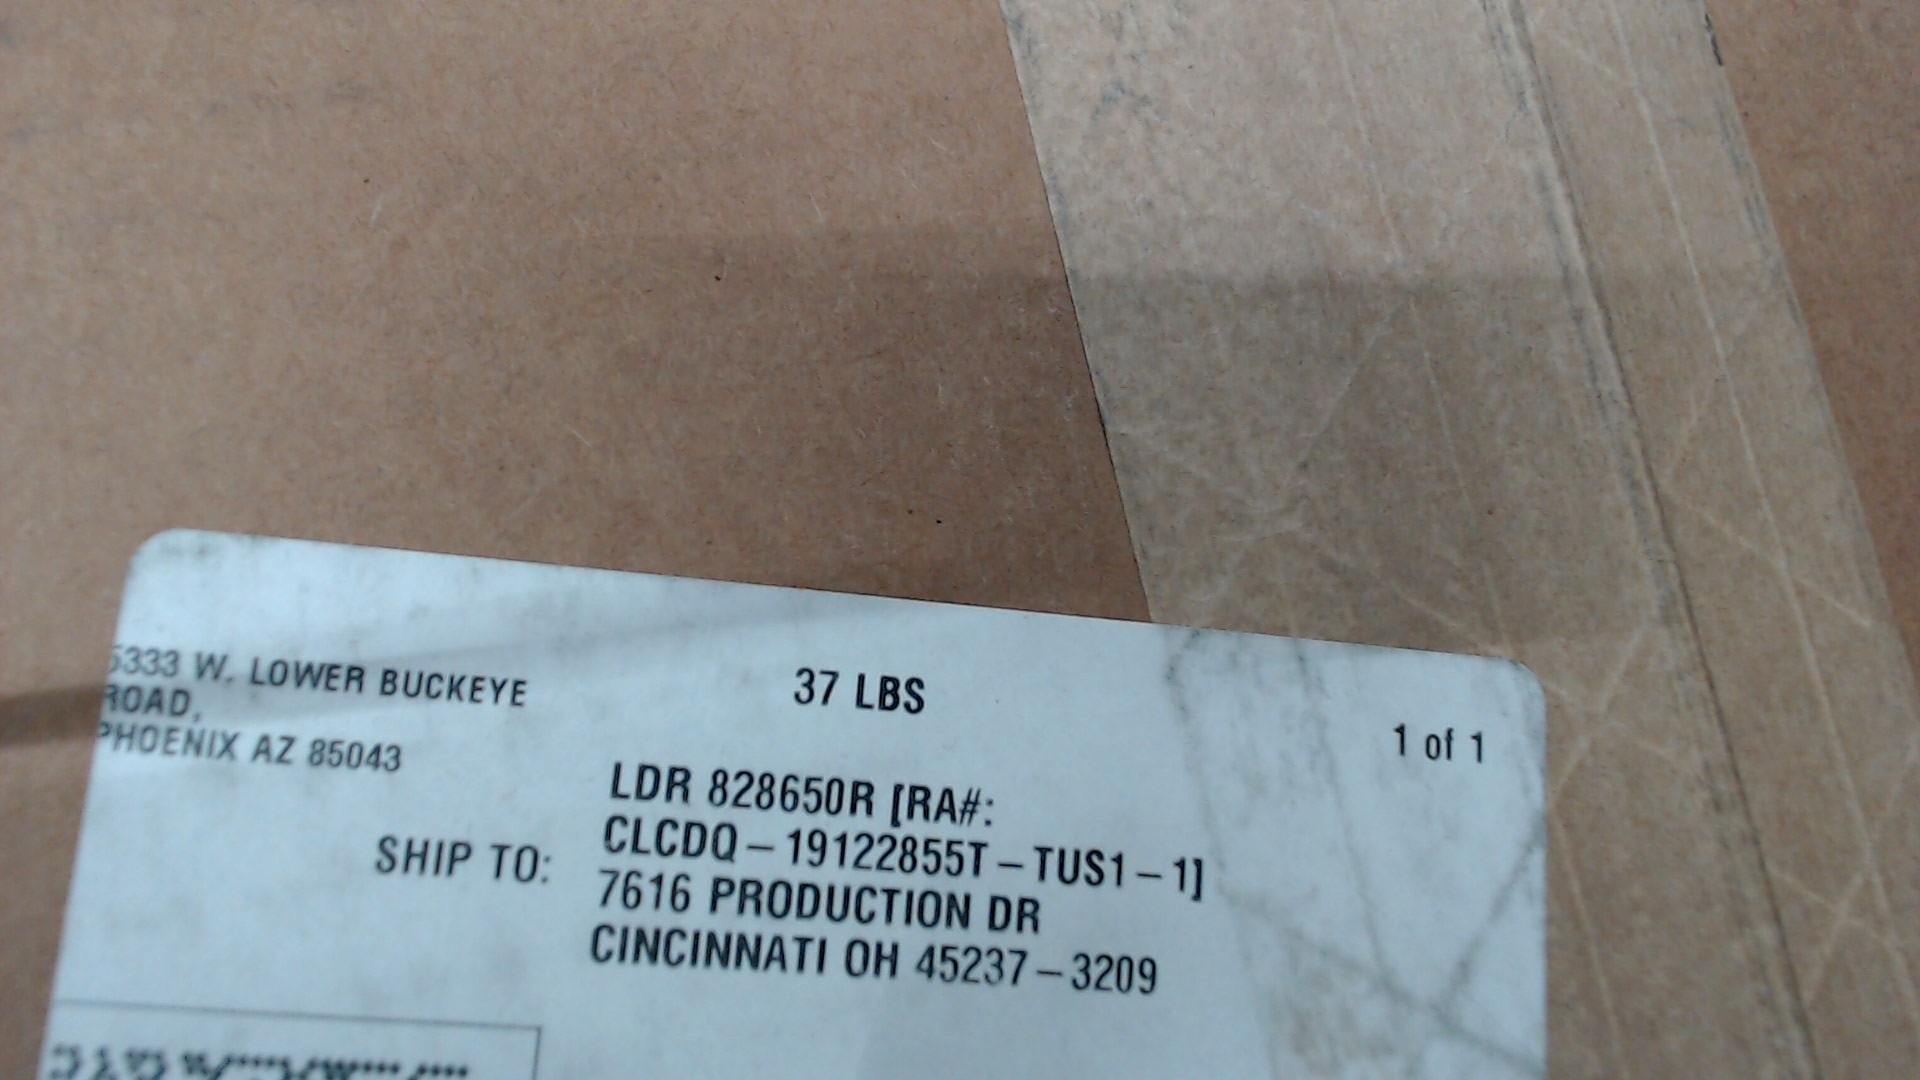 5333 W. LOWER BUCKEYE
ROAD,
PHOENIX AZ 85043
37 LBS
1 of 1
SHIP TO:
LDR 828650R [RA#:
CLCDQ – 19122855T – TUS1 – 1]
7616 PRODUCTION DR
CINCINNATI OH 45237 – 3209